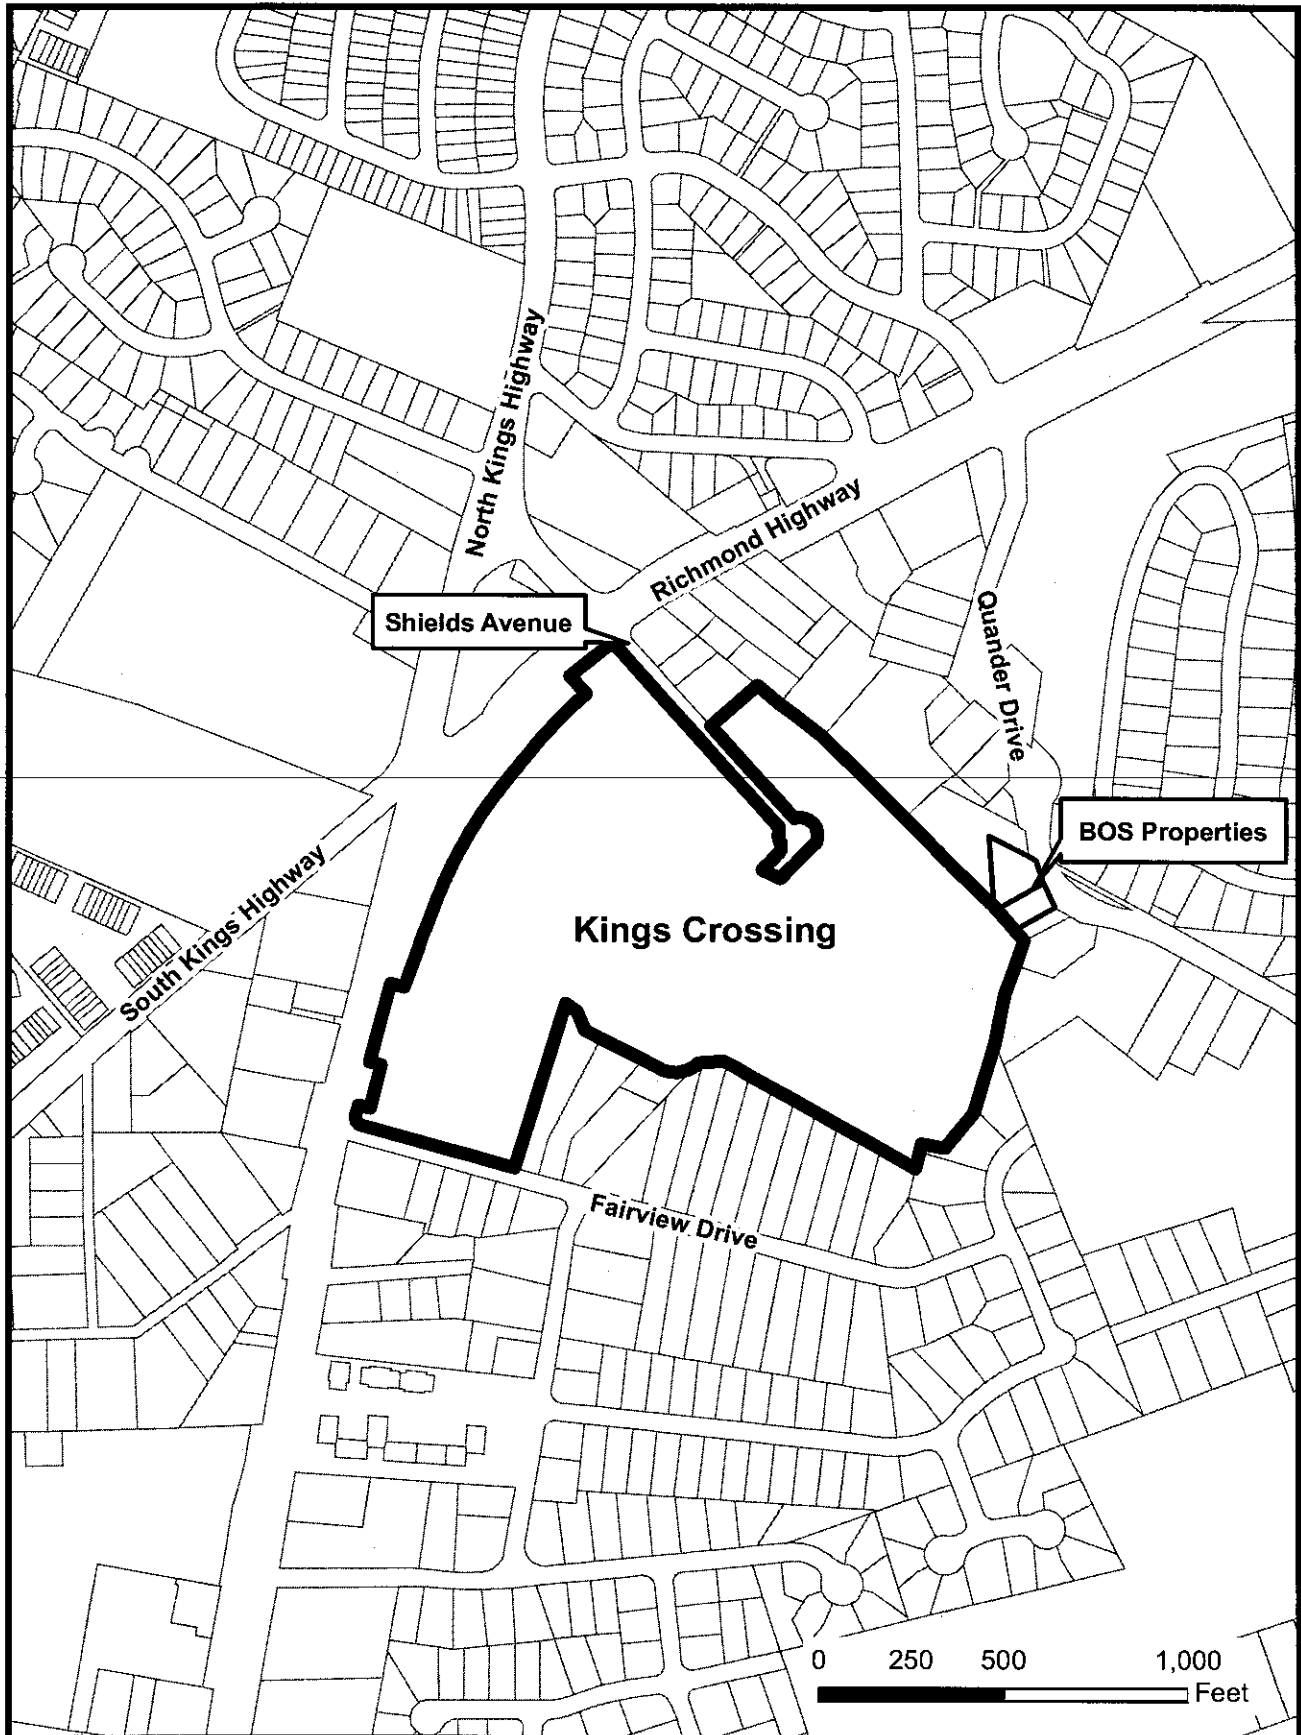 North Kings Highway
Richmond Highway
Shields Avenue
Quander Drive
BOS Properties
South Kings Highway
Kings Crossing
Fairview Drive
0 250 500 1,000
Feet